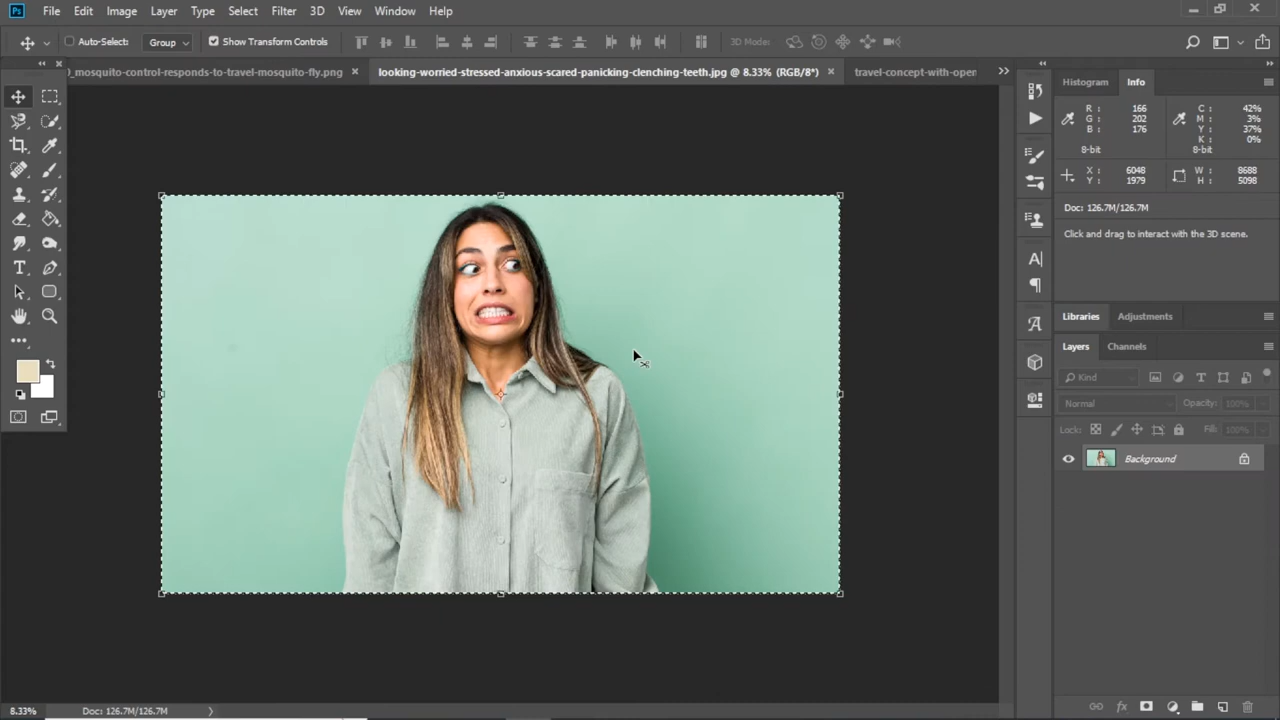 Ps File Edit Image Layer Type Select Filter 3D View Window Help
Auto-Select: Group Show Transform Controls 3D Mode:
0_mosquito-control-responds-to-travel-mosquito-fly.png × looking-worried-stressed-anxious-scared-panicking-clenching-teeth.jpg @ 8.33% (RGB/8*) × travel-concept-with-open
Histogram Info
R : 166 C : 42%
G : 202 M : 3%
B : 176 Y : 37%
K : 0%
8-bit 8-bit
X : 6048 W : 8688
Y : 1979 H : 5098
Doc: 126.7M/126.7M
Click and drag to interact with the 3D scene.
Libraries Adjustments
Layers Channels
Kind
Normal Opacity: 100%
Lock: Fill: 100%
Background
8.33% Doc: 126.7M/126.7M